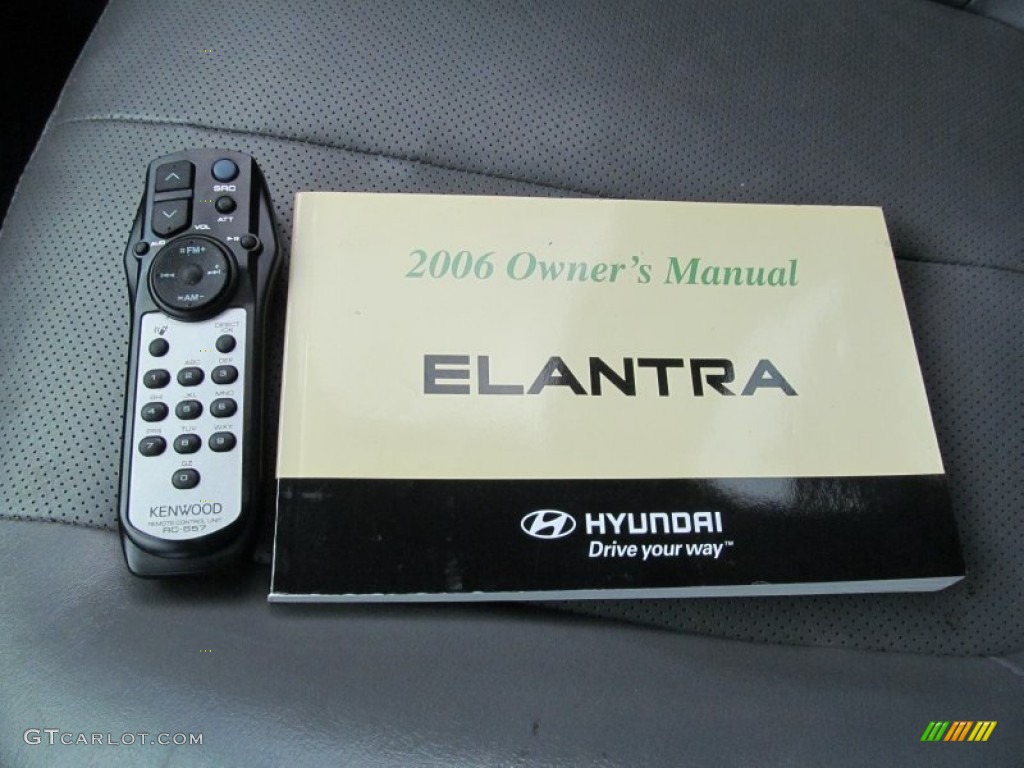 SRC
ATT
VOL
AUD
FM+
AM−
DIRECT
/OK
ABC
DEF
1
2
3
GHI
JKL
MNO
4
5
6
PRS
TUV
WXY
7
8
9
QZ
0
KENWOOD
REMOTE CONTROL UNIT
RC-557
2006 Owner's Manual
ELANTRA
HYUNDAI
Drive your way™
GTCARLOT.COM